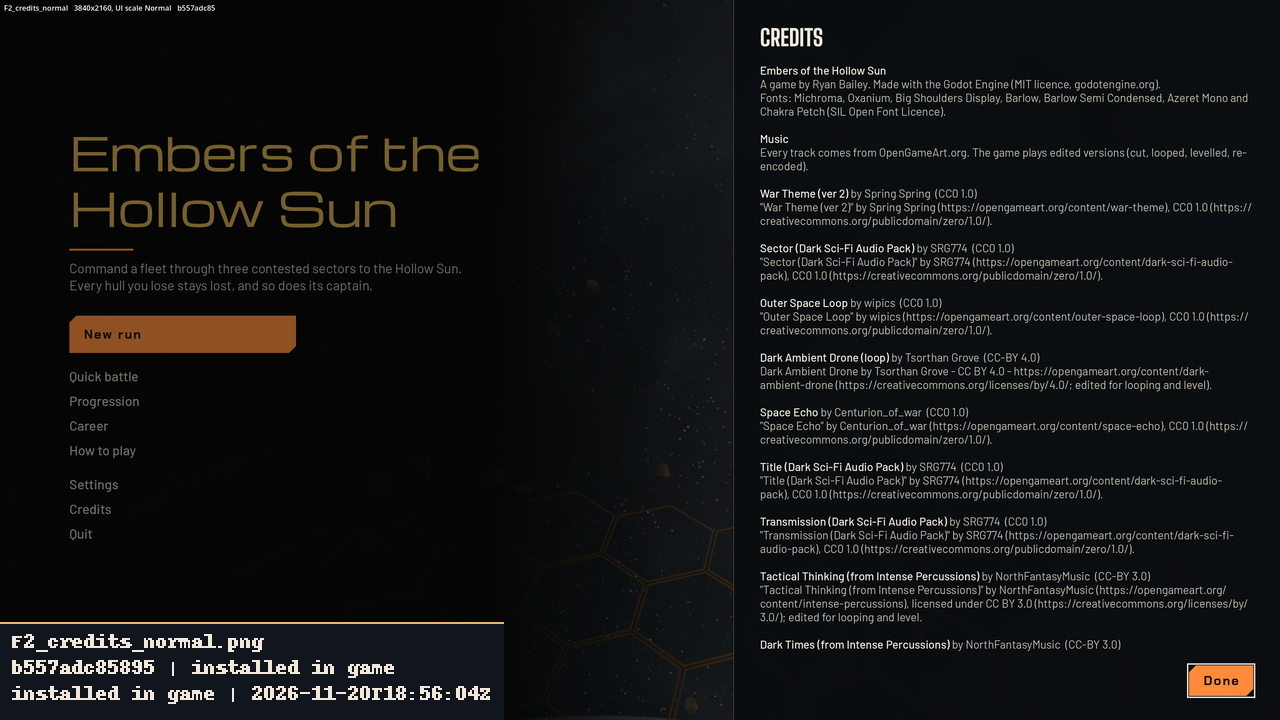 F2_credits_normal 3840x2160, UI scale Normal b557adc85
Embers of the
Hollow Sun
Command a fleet through three contested sectors to the Hollow Sun.
Every hull you lose stays lost, and so does its captain.
New run
Quick battle
Progression
Career
How to play
Settings
Credits
Quit
CREDITS
Embers of the Hollow Sun
A game by Ryan Bailey. Made with the Godot Engine (MIT licence, godotengine.org).
Fonts: Michroma, Oxanium, Big Shoulders Display, Barlow, Barlow Semi Condensed, Azeret Mono and
Chakra Petch (SIL Open Font Licence).
Music
Every track comes from OpenGameArt.org. The game plays edited versions (cut, looped, levelled, re-
encoded).
War Theme (ver 2) by Spring Spring (CC0 1.0)
"War Theme (ver 2)" by Spring Spring (https://opengameart.org/content/war-theme), CC0 1.0 (https://
creativecommons.org/publicdomain/zero/1.0/).
Sector (Dark Sci-Fi Audio Pack) by SRG774 (CC0 1.0)
"Sector (Dark Sci-Fi Audio Pack)" by SRG774 (https://opengameart.org/content/dark-sci-fi-audio-
pack), CC0 1.0 (https://creativecommons.org/publicdomain/zero/1.0/).
Outer Space Loop by wipics (CC0 1.0)
"Outer Space Loop" by wipics (https://opengameart.org/content/outer-space-loop), CC0 1.0 (https://
creativecommons.org/publicdomain/zero/1.0/).
Dark Ambient Drone (loop) by Tsorthan Grove (CC-BY 4.0)
Dark Ambient Drone by Tsorthan Grove - CC BY 4.0 - https://opengameart.org/content/dark-
ambient-drone (https://creativecommons.org/licenses/by/4.0/; edited for looping and level).
Space Echo by Centurion_of_war (CC0 1.0)
"Space Echo" by Centurion_of_war (https://opengameart.org/content/space-echo), CC0 1.0 (https://
creativecommons.org/publicdomain/zero/1.0/).
Title (Dark Sci-Fi Audio Pack) by SRG774 (CC0 1.0)
"Title (Dark Sci-Fi Audio Pack)" by SRG774 (https://opengameart.org/content/dark-sci-fi-audio-
pack), CC0 1.0 (https://creativecommons.org/publicdomain/zero/1.0/).
Transmission (Dark Sci-Fi Audio Pack) by SRG774 (CC0 1.0)
"Transmission (Dark Sci-Fi Audio Pack)" by SRG774 (https://opengameart.org/content/dark-sci-fi-
audio-pack), CC0 1.0 (https://creativecommons.org/publicdomain/zero/1.0/).
Tactical Thinking (from Intense Percussions) by NorthFantasyMusic (CC-BY 3.0)
"Tactical Thinking (from Intense Percussions)" by NorthFantasyMusic (https://opengameart.org/
content/intense-percussions), licensed under CC BY 3.0 (https://creativecommons.org/licenses/by/
3.0/); edited for looping and level.
Dark Times (from Intense Percussions) by NorthFantasyMusic (CC-BY 3.0)
Done
F2_credits_normal.png
b557adc85895 | installed in game
installed in game | 2026-11-20T18:56:04Z